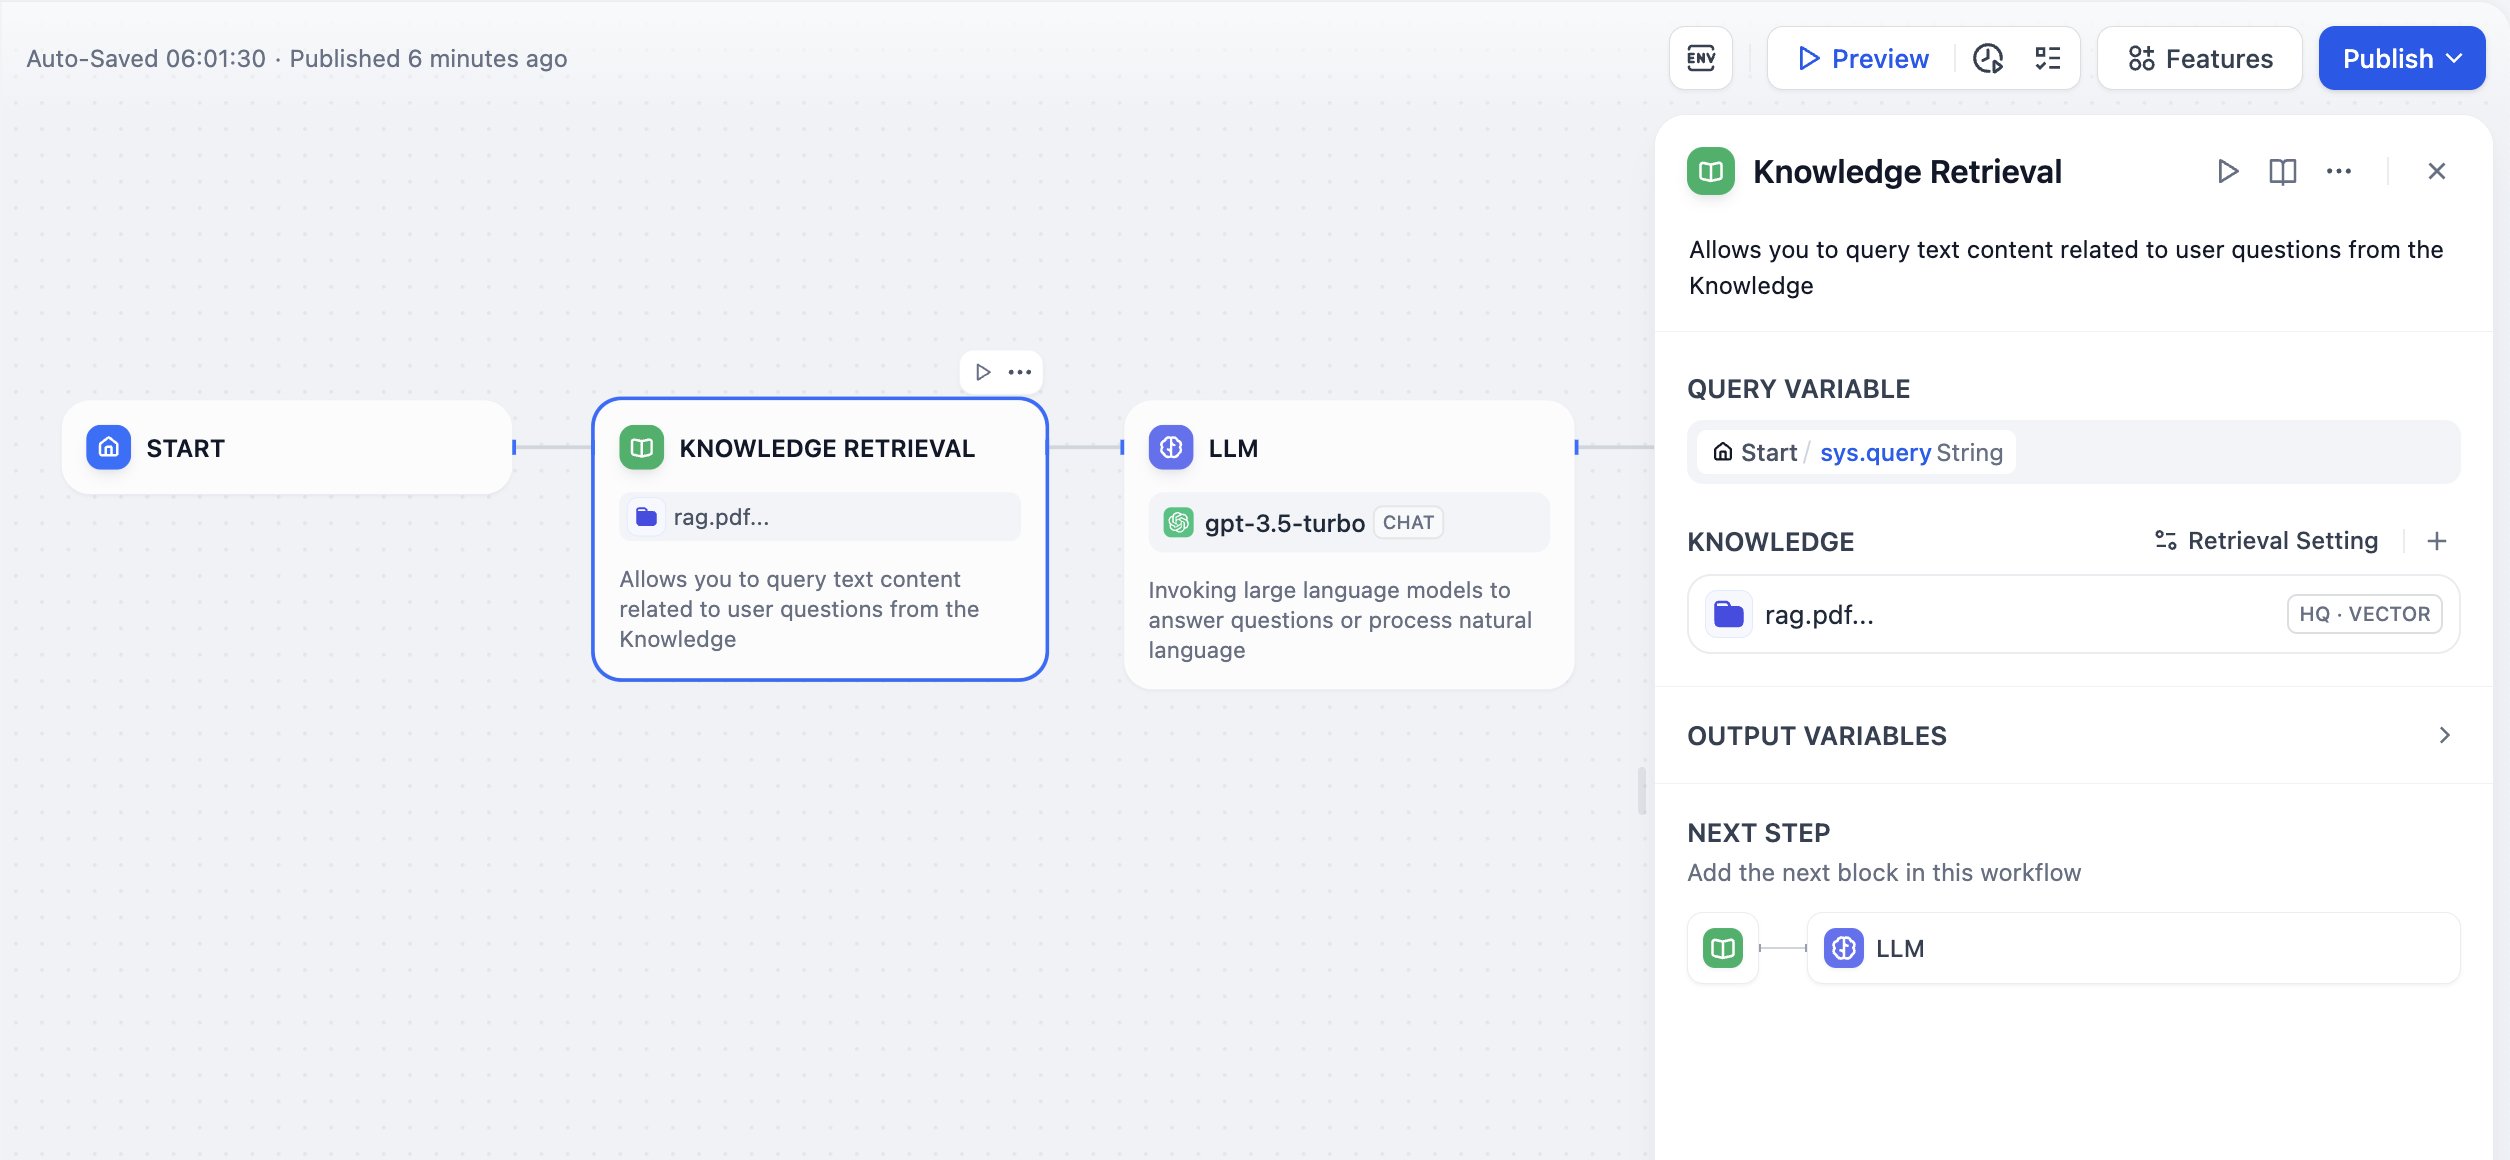 Auto-Saved 06:01:30 · Published 6 minutes ago
ENV
Preview
Features
Publish
START
KNOWLEDGE RETRIEVAL
rag.pdf...
Allows you to query text content
related to user questions from the
Knowledge
LLM
gpt-3.5-turbo CHAT
Invoking large language models to
answer questions or process natural
language
Knowledge Retrieval
Allows you to query text content related to user questions from the
Knowledge
QUERY VARIABLE
Start / sys.query String
KNOWLEDGE
Retrieval Setting
rag.pdf...
HQ · VECTOR
OUTPUT VARIABLES
NEXT STEP
Add the next block in this workflow
LLM